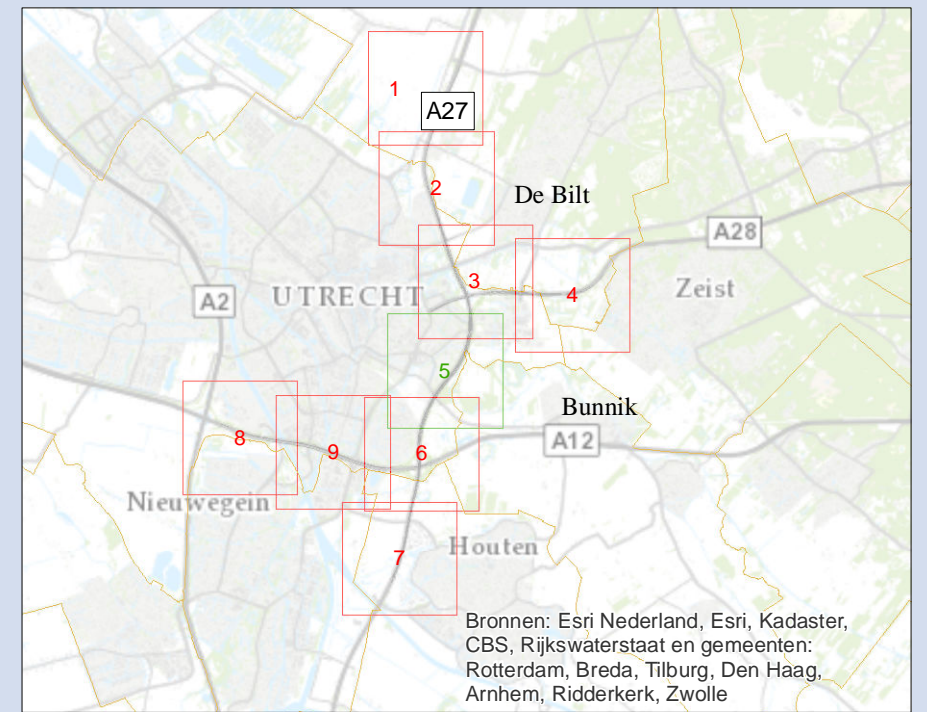 1
A27
2
De Bilt
A28
3
4
Zeist
A2
UTRECHT
5
Bunnik
A12
8
9
6
Nieuwegein
7
Houten
Bronnen: Esri Nederland, Esri, Kadaster,
CBS, Rijkswaterstaat en gemeenten:
Rotterdam, Breda, Tilburg, Den Haag,
Arnhem, Ridderkerk, Zwolle